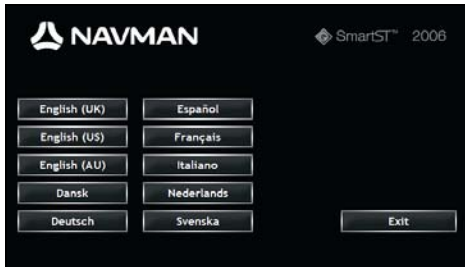 NAVMAN
SmartST™ 2006
English (UK)
Español
English (US)
Français
English (AU)
Italiano
Dansk
Nederlands
Deutsch
Svenska
Exit